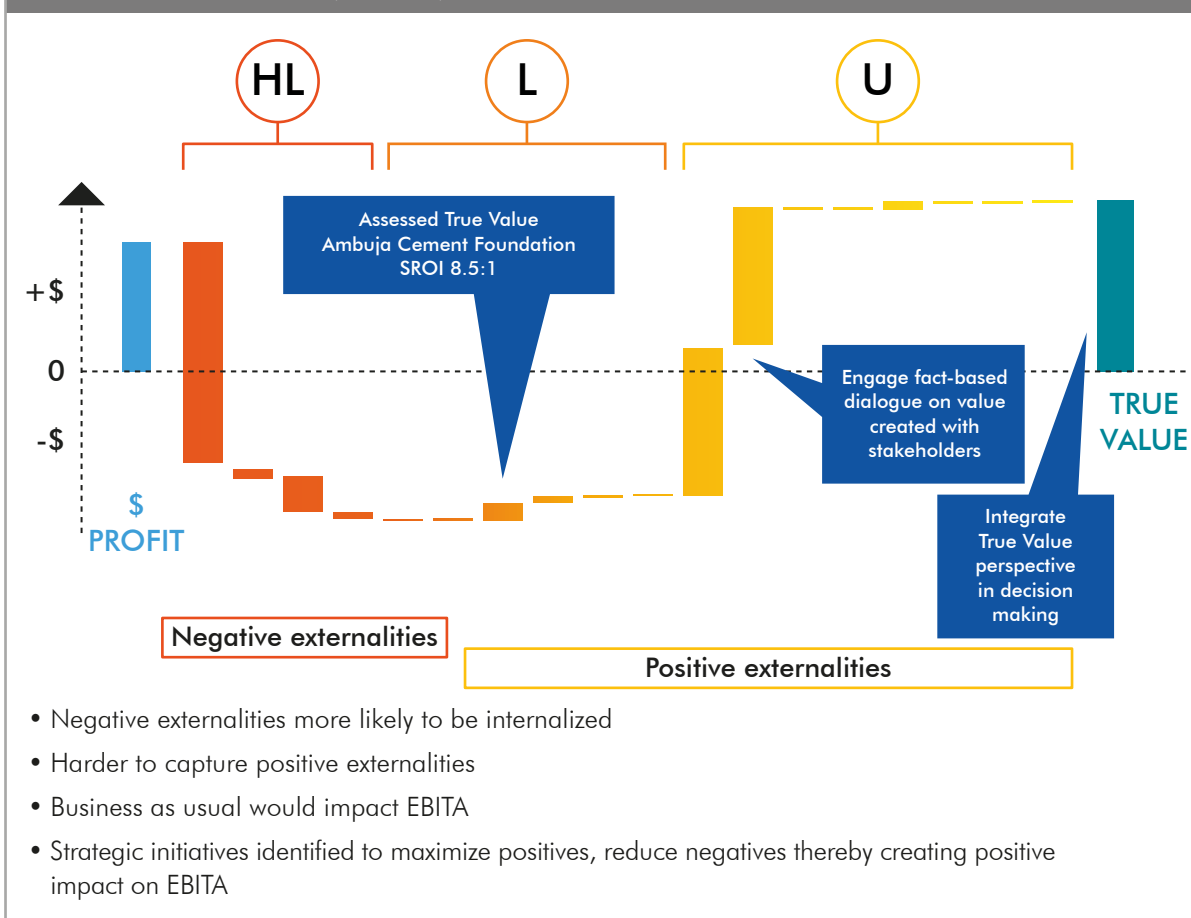 HL
L
U
Assessed True Value
Ambuja Cement Foundation
SROI 8.5:1
+$
0
-$
$
PROFIT
Engage fact-based
dialogue on value
created with
stakeholders
TRUE
VALUE
Integrate
True Value
perspective
in decision
making
Negative externalities
Positive externalities
• Negative externalities more likely to be internalized
• Harder to capture positive externalities
• Business as usual would impact EBITA
• Strategic initiatives identified to maximize positives, reduce negatives thereby creating positive
impact on EBITA